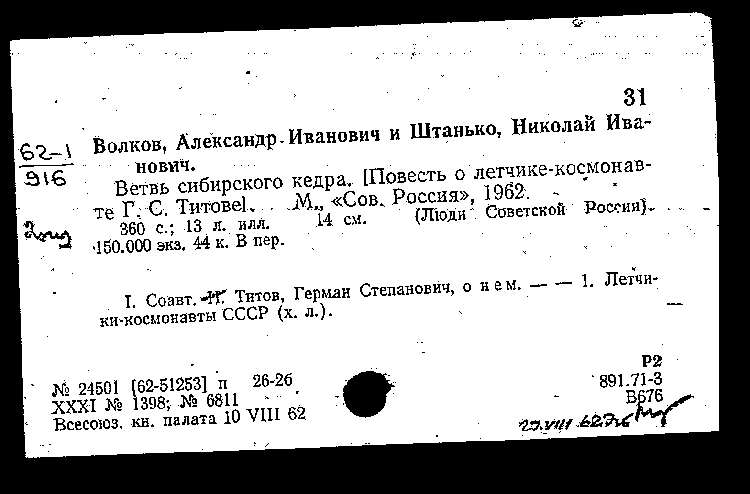 31
62-1
916
2 экз
Волков, Александр Иванович и Штанько, Николай Ива-
нович.
Ветвь сибирского кедра. [Повесть о летчике-космонав-
те Г. С. Титове]. М., «Сов. Россия», 1962.
360 с.; 13 л. илл. 14 см. (Люди Советской России).
150.000 экз. 44 к. В пер.
I. Соавт. II. Титов, Герман Степанович, о нем. — — 1. Летчи-
ки-космонавты СССР (х. л.).
№ 24501 [62-51253] п 26-26
XXXI № 1398; № 6811
Всесоюз. кн. палата 10 VIII 62
Р2
891.71-3
В676